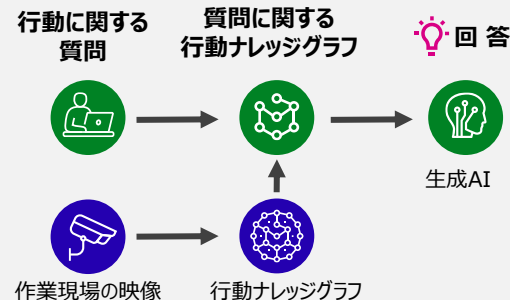 行動に関する
質問
質問に関する
行動ナレッジグラフ
回 答
生成AI
作業現場の映像
行動ナレッジグラフ